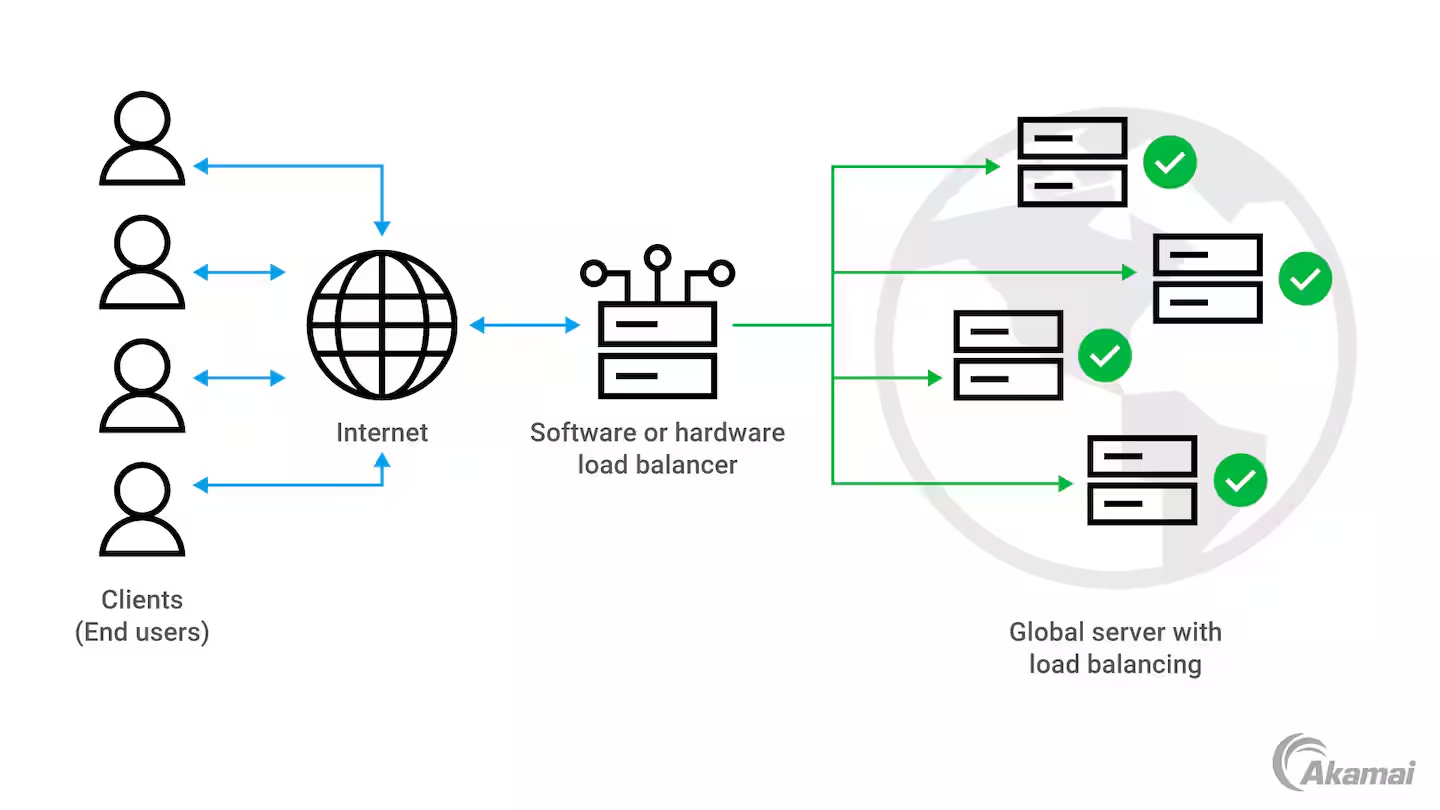 Internet
Software or hardware
load balancer
Clients
(End users)
Global server with
load balancing
Akamai